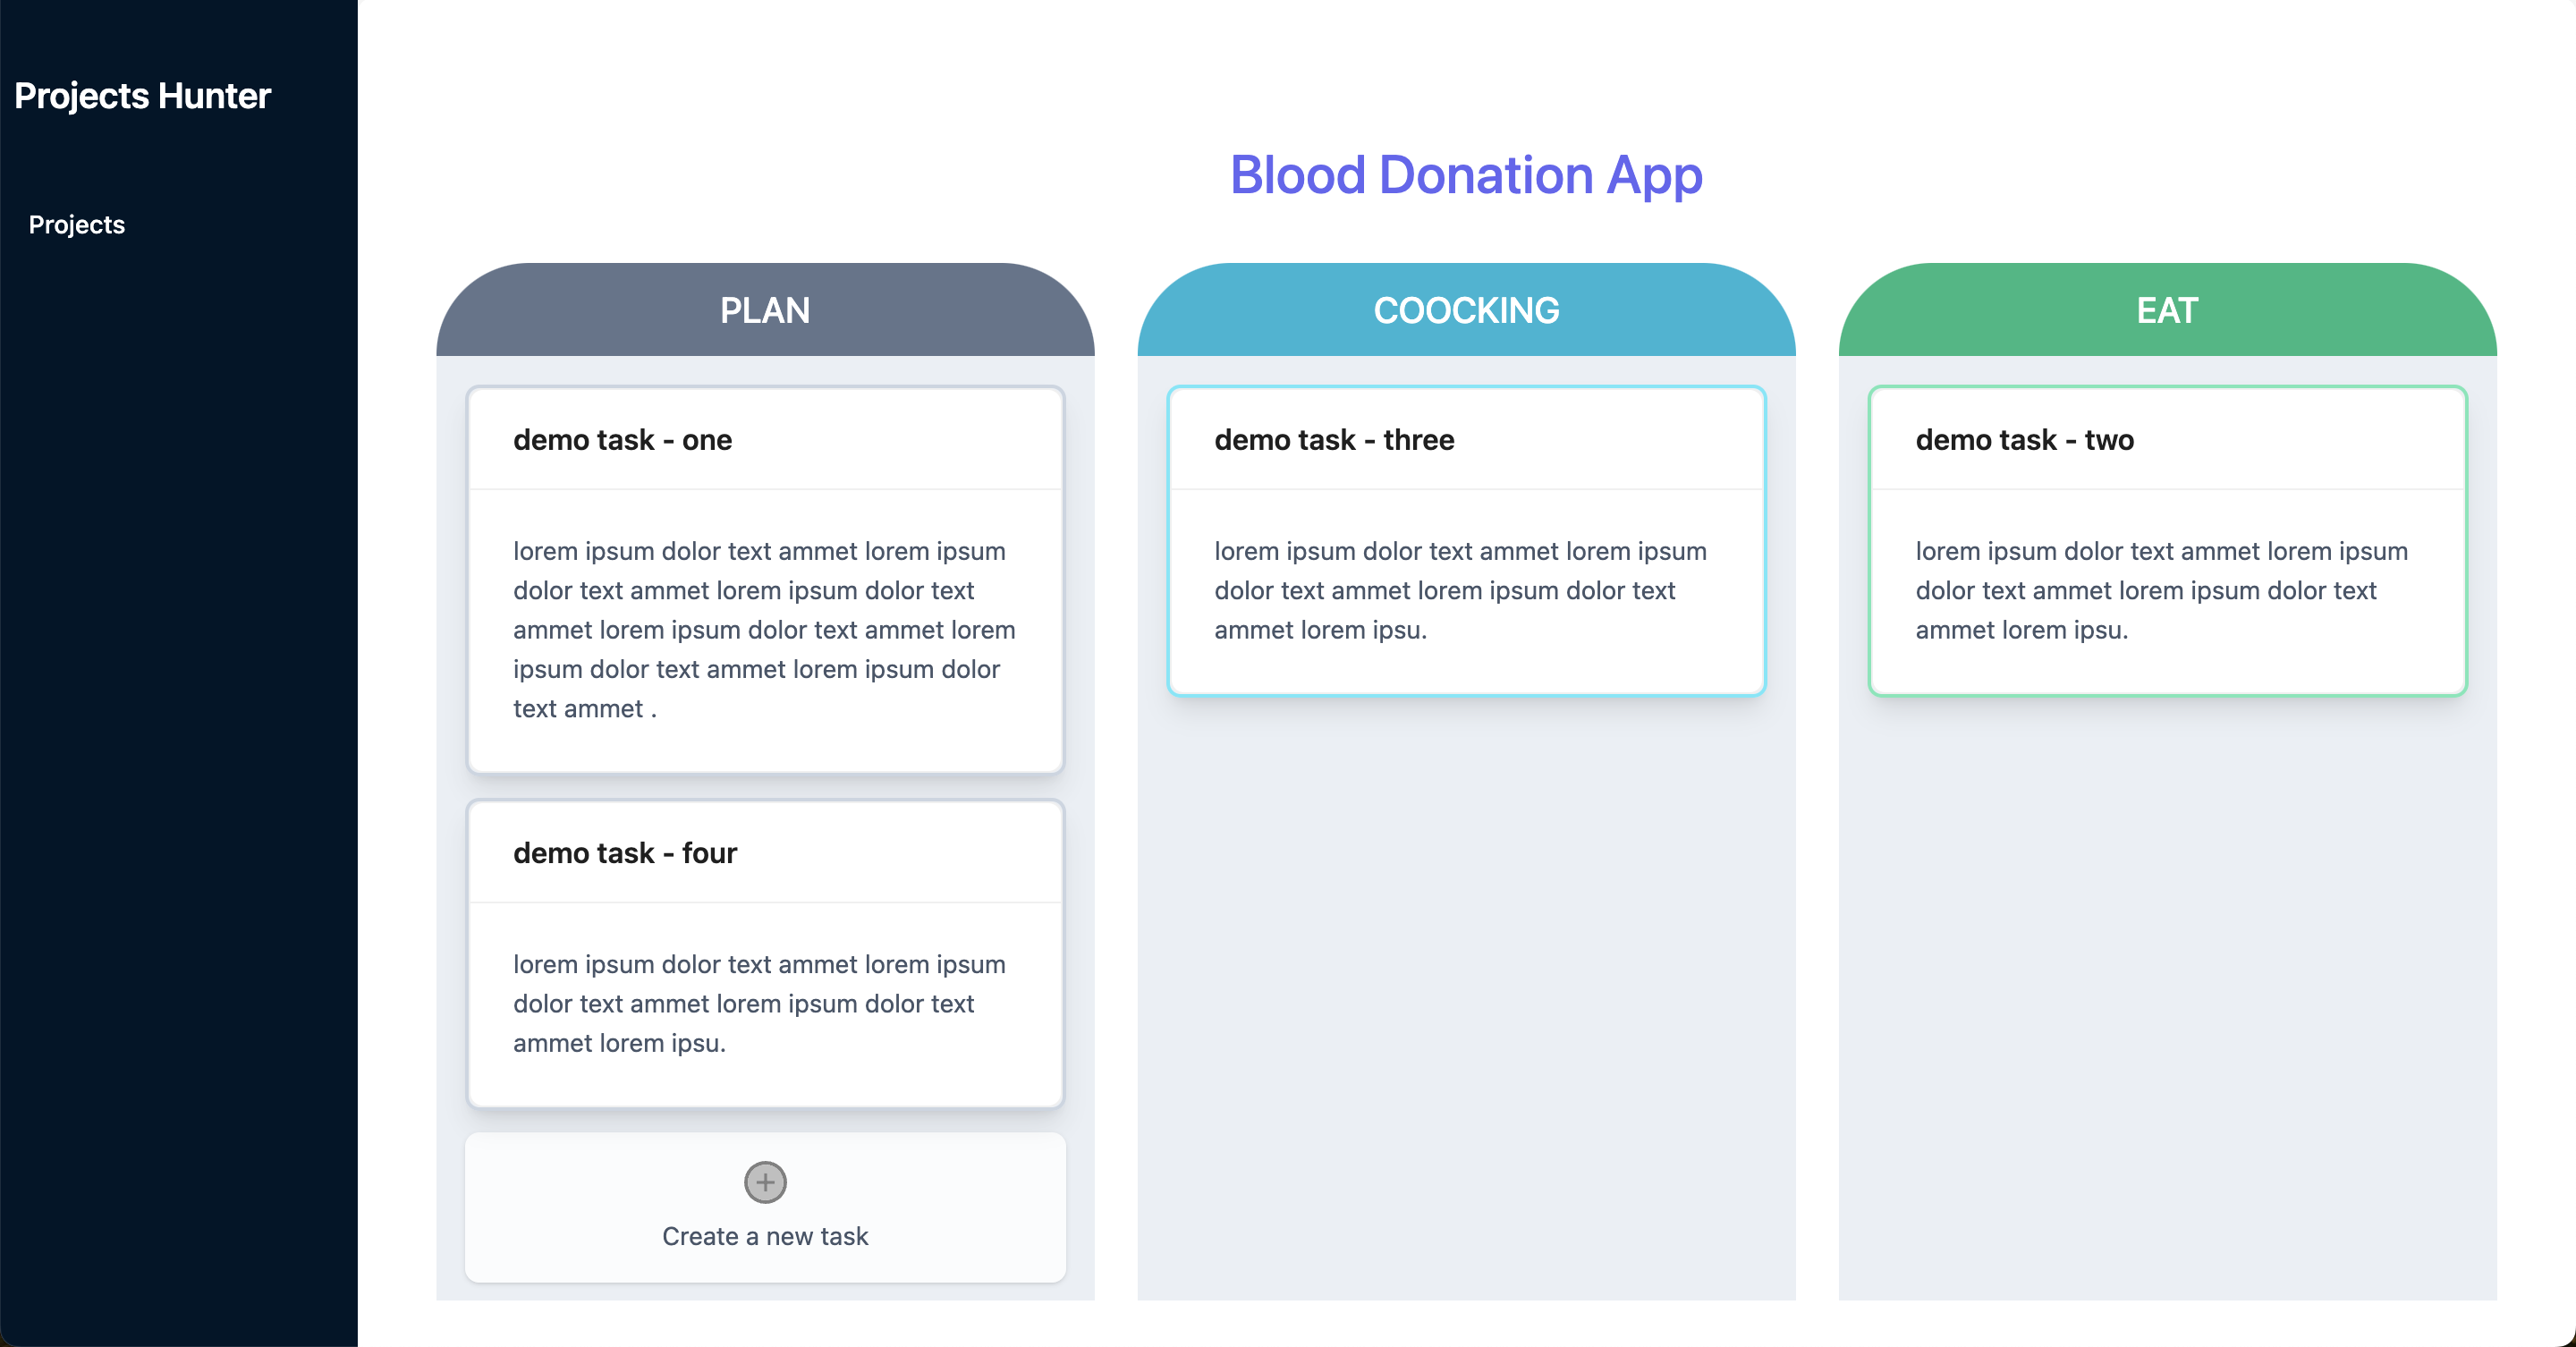 Projects Hunter
Projects
Blood Donation App
PLAN
demo task - one
lorem ipsum dolor text ammet lorem ipsum
dolor text ammet lorem ipsum dolor text
ammet lorem ipsum dolor text ammet lorem
ipsum dolor text ammet lorem ipsum dolor
text ammet .
demo task - four
lorem ipsum dolor text ammet lorem ipsum
dolor text ammet lorem ipsum dolor text
ammet lorem ipsu.
Create a new task
COOCKING
demo task - three
lorem ipsum dolor text ammet lorem ipsum
dolor text ammet lorem ipsum dolor text
ammet lorem ipsu.
EAT
demo task - two
lorem ipsum dolor text ammet lorem ipsum
dolor text ammet lorem ipsum dolor text
ammet lorem ipsu.